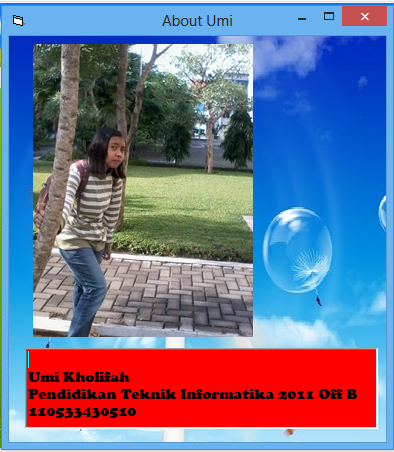 About Umi
Umi Kholifah
Pendidikan Teknik Informatika 2011 Off B
110533430510